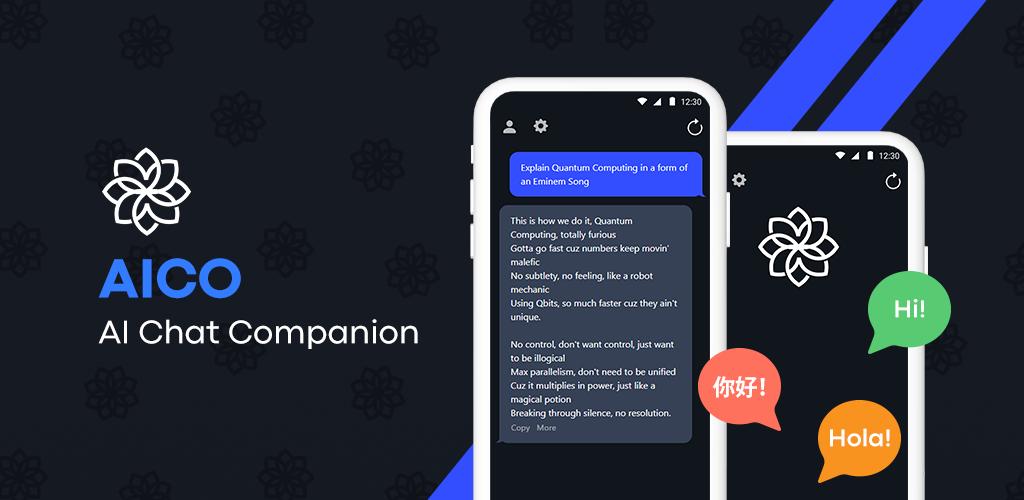 AICO
AI Chat Companion
12:30
Explain Quantum Computing in a form of
an Eminem Song
This is how we do it, Quantum
Computing, totally furious
Gotta go fast cuz numbers keep movin'
malefic
No subtlety, no feeling, like a robot
mechanic
Using Qbits, so much faster cuz they ain't
unique.
No control, don't want control, just want
to be illogical
Max parallelism, don't need to be unified
Cuz it multiplies in power, just like a
magical potion
Breaking through silence, no resolution.
Copy More
12:30
Hi!
你好!
Hola!